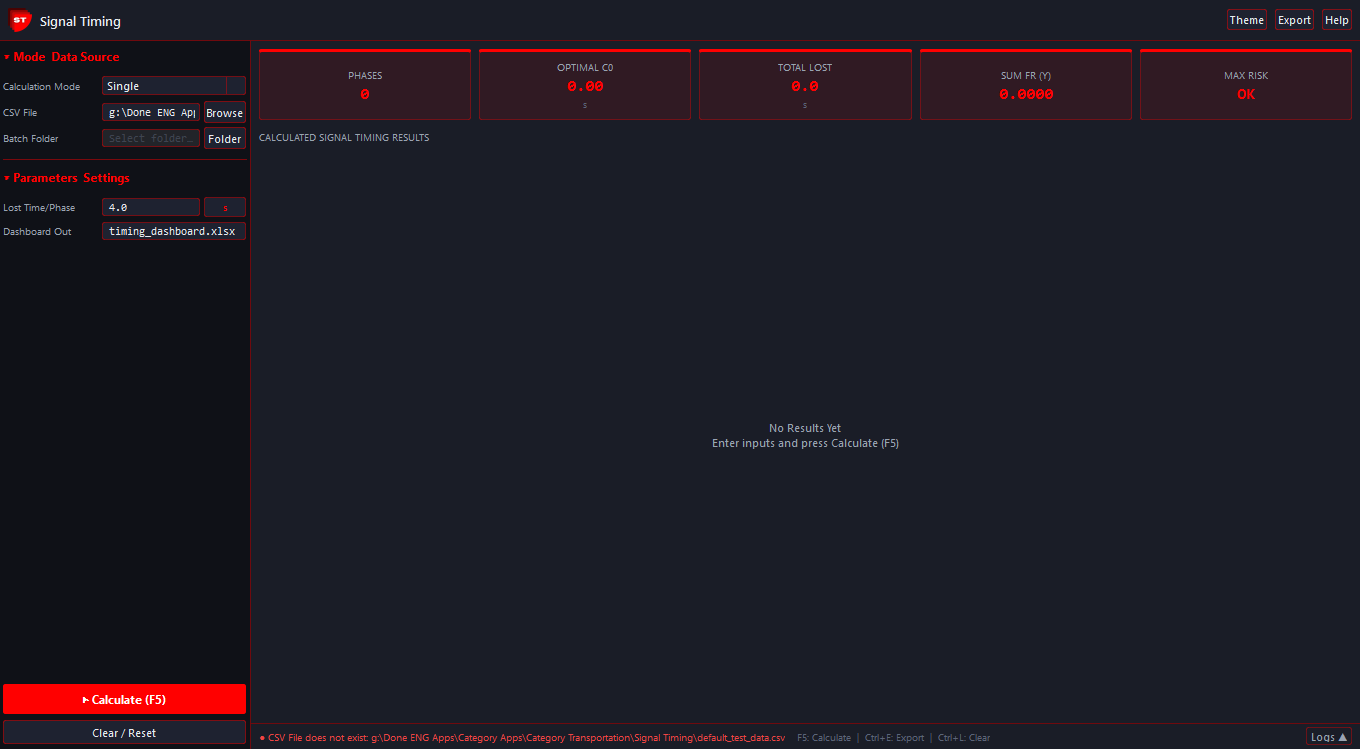 ST Signal Timing
Theme Export Help
▾ Mode Data Source
Calculation Mode Single
CSV File g:\Done ENG App Browse
Batch Folder Select folder... Folder
▾ Parameters Settings
Lost Time/Phase 4.0 s
Dashboard Out timing_dashboard.xlsx
▸ Calculate (F5)
Clear / Reset
PHASES
0
OPTIMAL C0
0.00
s
TOTAL LOST
0.0
s
SUM FR (Y)
0.0000
MAX RISK
OK
CALCULATED SIGNAL TIMING RESULTS
No Results Yet
Enter inputs and press Calculate (F5)
● CSV File does not exist: g:\Done ENG Apps\Category Apps\Category Transportation\Signal Timing\default_test_data.csv F5: Calculate | Ctrl+E: Export | Ctrl+L: Clear
Logs ▲